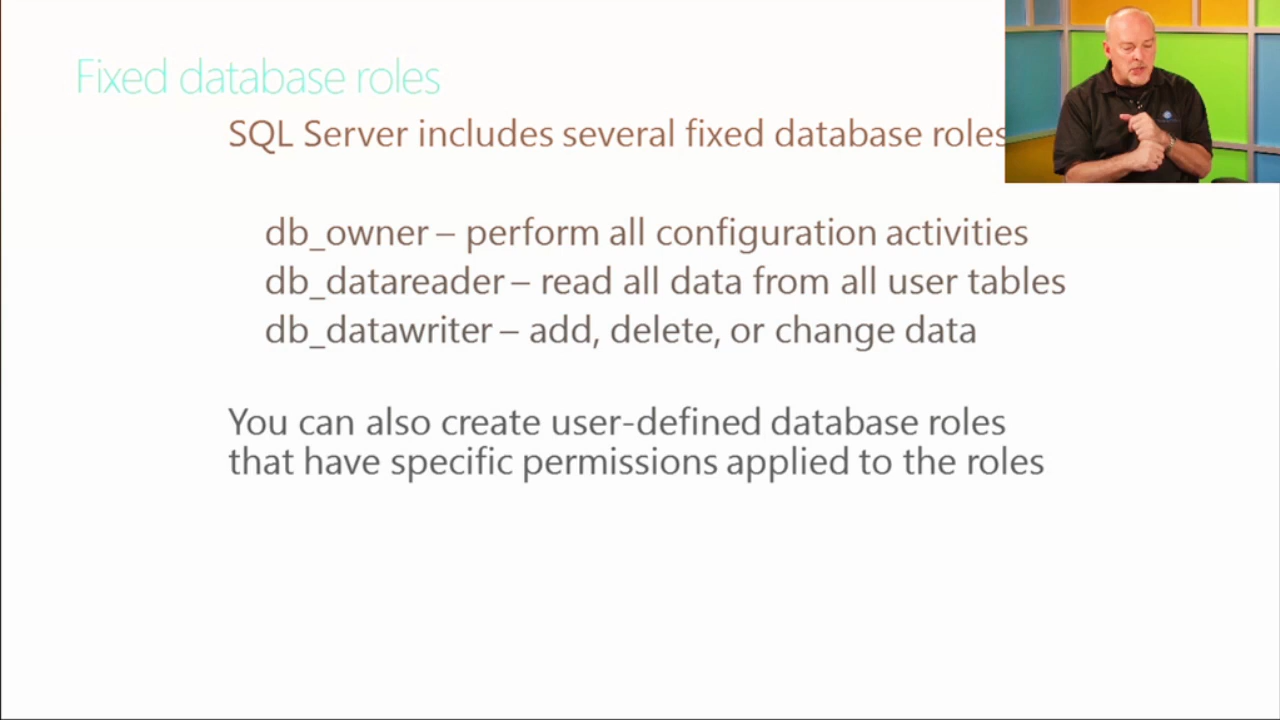 Fixed database roles
SQL Server includes several fixed database roles
db_owner – perform all configuration activities
db_datareader – read all data from all user tables
db_datawriter – add, delete, or change data
You can also create user-defined database roles
that have specific permissions applied to the roles